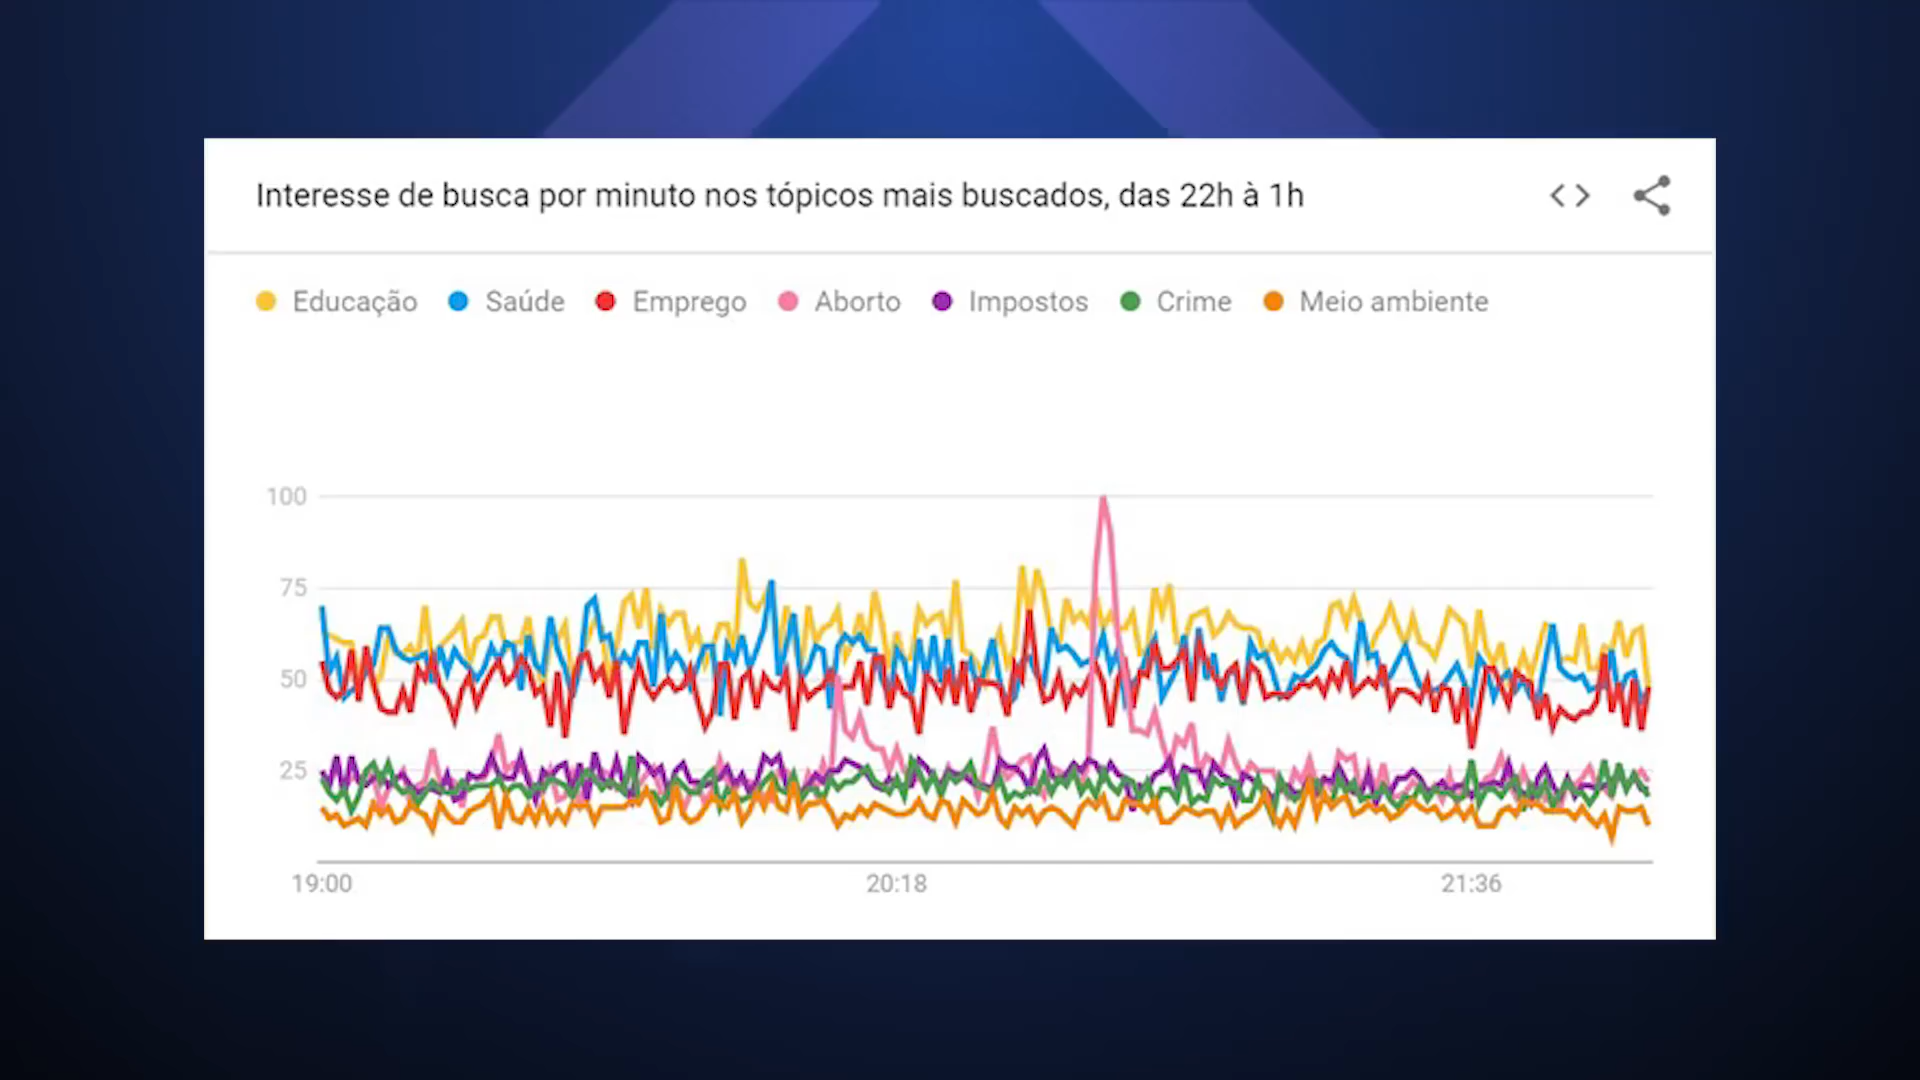 Interesse de busca por minuto nos tópicos mais buscados, das 22h à 1h
Educação Saúde Emprego Aborto Impostos Crime Meio ambiente
100
75
50
25
19:00 20:18 21:36